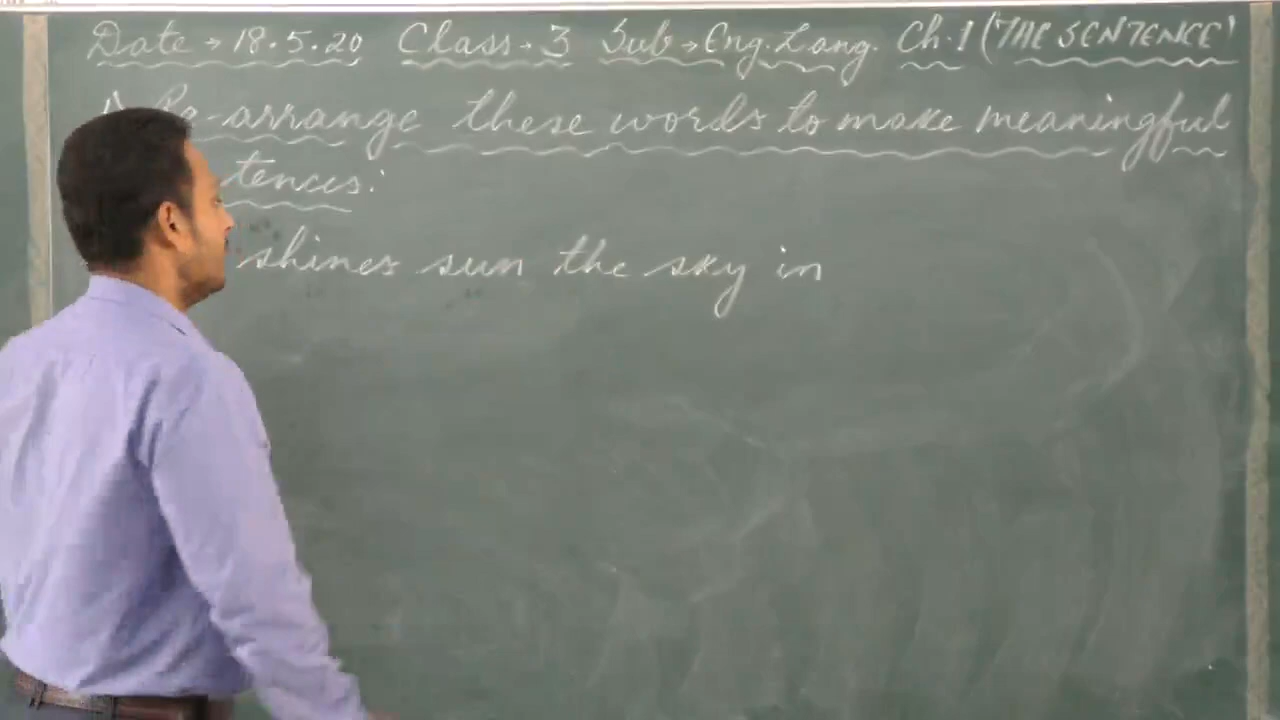 Date → 18.5.20 Class - 3 Sub → Eng. Lang. Ch.1 (THE SENTENCE)
Re-arrange these words to make meaningful
tences:
shines sun the sky in